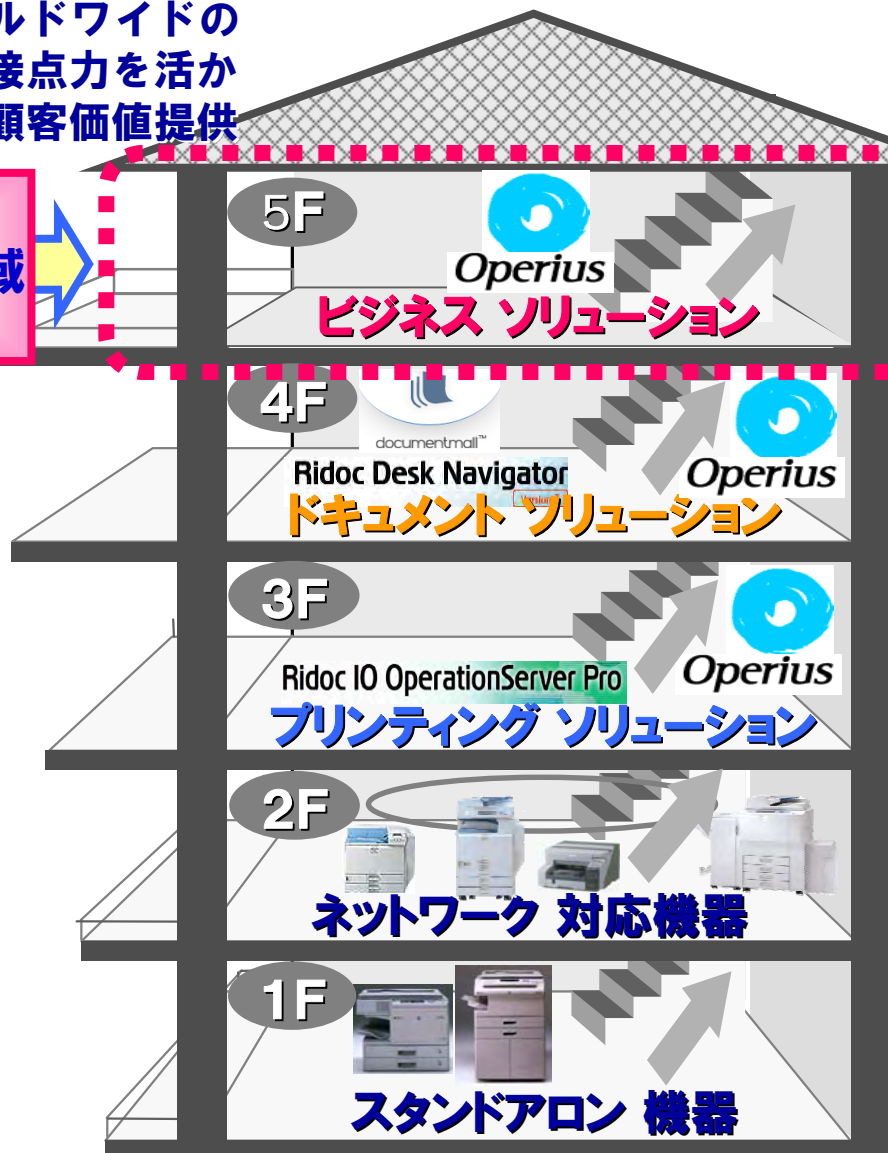 ルドワイドの
接点力を活か
顧客価値提供
域
5F
Operius
ビジネス ソリューション
4F
documentmall™
Ridoc Desk Navigator
Operius
ドキュメント ソリューション
3F
Ridoc IO OperationServer Pro
Operius
プリンティング ソリューション
2F
ネットワーク 対応機器
1F
スタンドアロン 機器